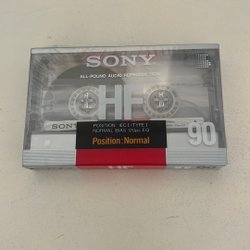 SONY
ALL-ROUND AUDIO REPRODUCTION
HF
SONY
POSITION IEC I/TYPE I
NORMAL BIAS 120μs EQ
90
Position: Normal